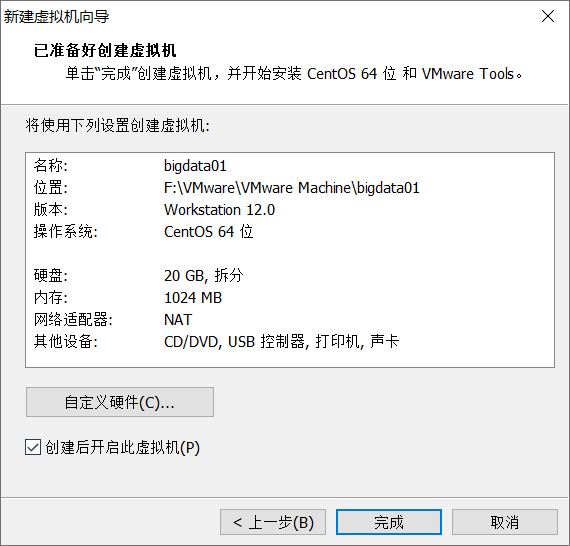 新建虚拟机向导
已准备好创建虚拟机
单击“完成”创建虚拟机，并开始安装 CentOS 64 位 和 VMware Tools。
将使用下列设置创建虚拟机:
名称: bigdata01
位置: F:\VMware\VMware Machine\bigdata01
版本: Workstation 12.0
操作系统: CentOS 64 位
硬盘: 20 GB, 拆分
内存: 1024 MB
网络适配器: NAT
其他设备: CD/DVD, USB 控制器, 打印机, 声卡
自定义硬件(C)...
创建后开启此虚拟机(P)
< 上一步(B) 完成 取消